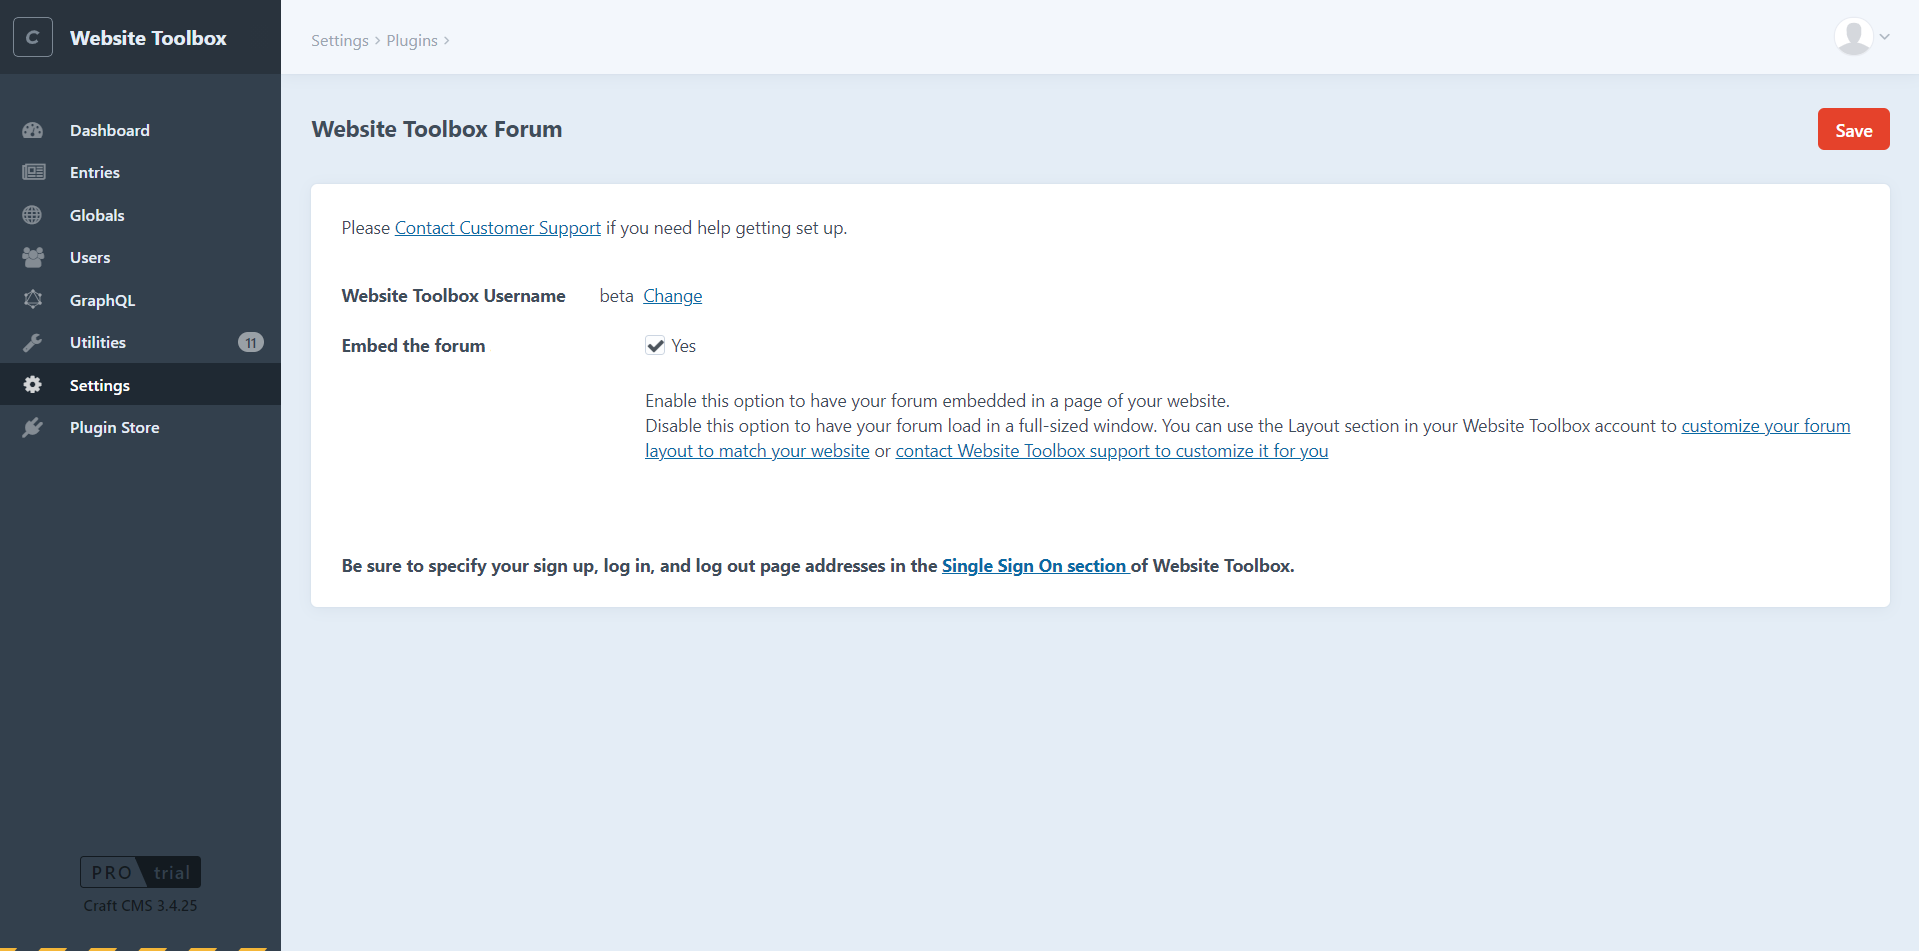 C
Website Toolbox
Settings > Plugins >
Dashboard
Entries
Globals
Users
GraphQL
Utilities 11
Settings
Plugin Store
PRO trial
Craft CMS 3.4.25
Website Toolbox Forum
Save
Please Contact Customer Support if you need help getting set up.
Website Toolbox Username beta Change
Embed the forum Yes
Enable this option to have your forum embedded in a page of your website.
Disable this option to have your forum load in a full-sized window. You can use the Layout section in your Website Toolbox account to customize your forum
layout to match your website or contact Website Toolbox support to customize it for you
Be sure to specify your sign up, log in, and log out page addresses in the Single Sign On section of Website Toolbox.